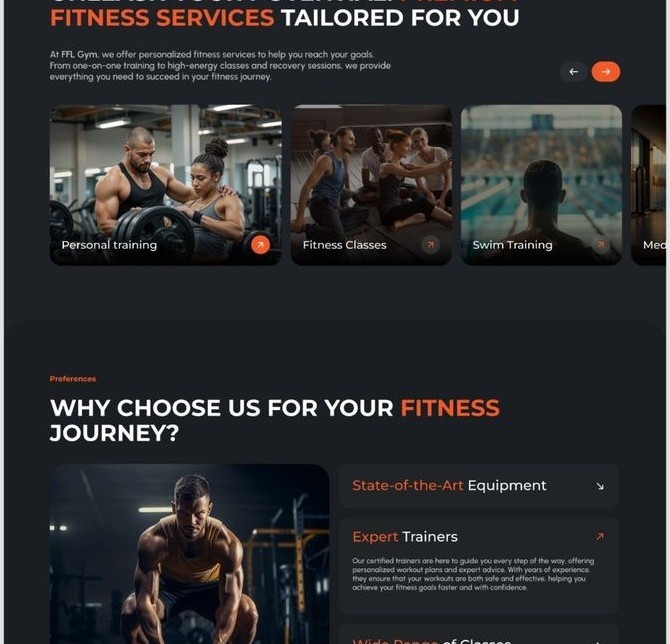 FITNESS SERVICES TAILORED FOR YOU
At FFL Gym, we offer personalized fitness services to help you reach your goals.
From one-on-one training to high-energy classes and recovery sessions, we provide
everything you need to succeed in your fitness journey.
Personal training
Fitness Classes
Swim Training
Med
Preferences
WHY CHOOSE US FOR YOUR FITNESS
JOURNEY?
State-of-the-Art Equipment
Expert Trainers
Our certified trainers are here to guide you every step of the way, offering
personalized workout plans and expert advice. With years of experience,
they ensure that your workouts are both safe and effective, helping you
achieve your fitness goals faster and with confidence.
Wide Range of Classes